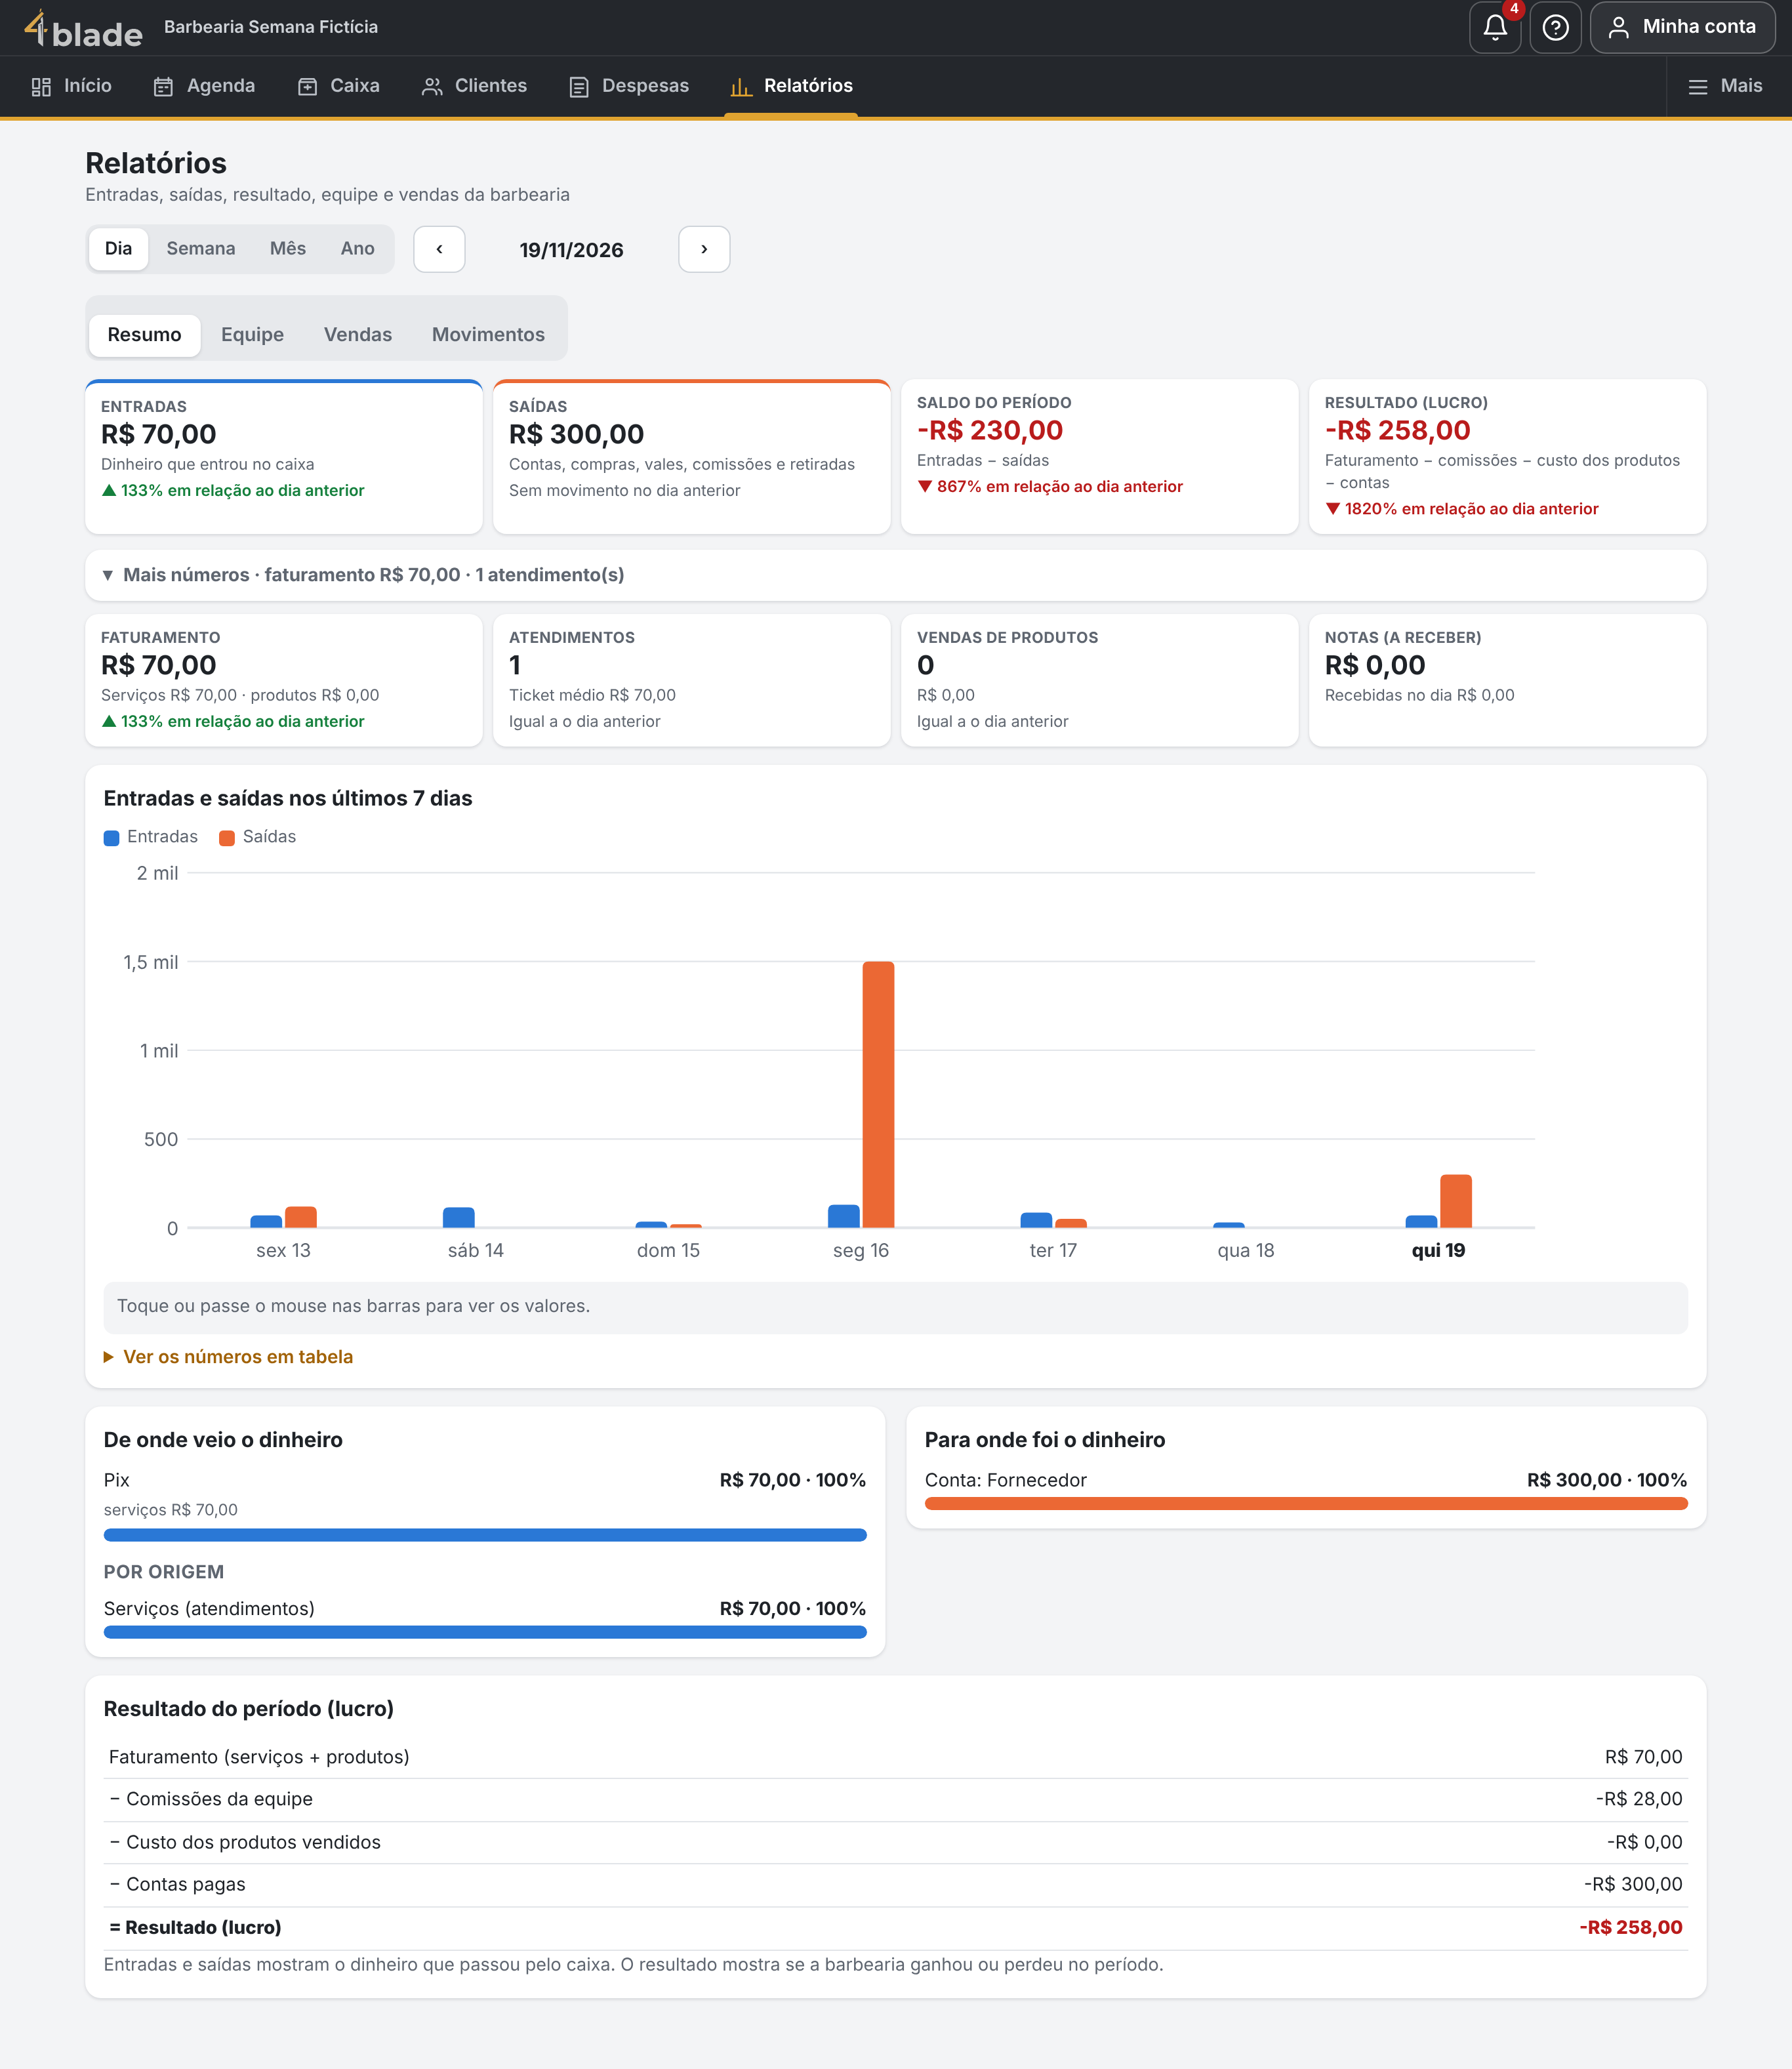 4blade
Barbearia Semana Fictícia
4
Minha conta
Início
Agenda
Caixa
Clientes
Despesas
Relatórios
Mais
Relatórios
Entradas, saídas, resultado, equipe e vendas da barbearia
Dia Semana Mês Ano
‹
19/11/2026
›
Resumo Equipe Vendas Movimentos
ENTRADAS
R$ 70,00
Dinheiro que entrou no caixa
▲ 133% em relação ao dia anterior
SAÍDAS
R$ 300,00
Contas, compras, vales, comissões e retiradas
Sem movimento no dia anterior
SALDO DO PERÍODO
-R$ 230,00
Entradas − saídas
▼ 867% em relação ao dia anterior
RESULTADO (LUCRO)
-R$ 258,00
Faturamento − comissões − custo dos produtos
− contas
▼ 1820% em relação ao dia anterior
▼ Mais números · faturamento R$ 70,00 · 1 atendimento(s)
FATURAMENTO
R$ 70,00
Serviços R$ 70,00 · produtos R$ 0,00
▲ 133% em relação ao dia anterior
ATENDIMENTOS
1
Ticket médio R$ 70,00
Igual a o dia anterior
VENDAS DE PRODUTOS
0
R$ 0,00
Igual a o dia anterior
NOTAS (A RECEBER)
R$ 0,00
Recebidas no dia R$ 0,00
Entradas e saídas nos últimos 7 dias
Entradas Saídas
2 mil
1,5 mil
1 mil
500
0
sex 13 sáb 14 dom 15 seg 16 ter 17 qua 18 qui 19
Toque ou passe o mouse nas barras para ver os valores.
▶ Ver os números em tabela
De onde veio o dinheiro
Pix R$ 70,00 · 100%
serviços R$ 70,00
POR ORIGEM
Serviços (atendimentos) R$ 70,00 · 100%
Para onde foi o dinheiro
Conta: Fornecedor R$ 300,00 · 100%
Resultado do período (lucro)
Faturamento (serviços + produtos) R$ 70,00
− Comissões da equipe -R$ 28,00
− Custo dos produtos vendidos -R$ 0,00
− Contas pagas -R$ 300,00
= Resultado (lucro) -R$ 258,00
Entradas e saídas mostram o dinheiro que passou pelo caixa. O resultado mostra se a barbearia ganhou ou perdeu no período.